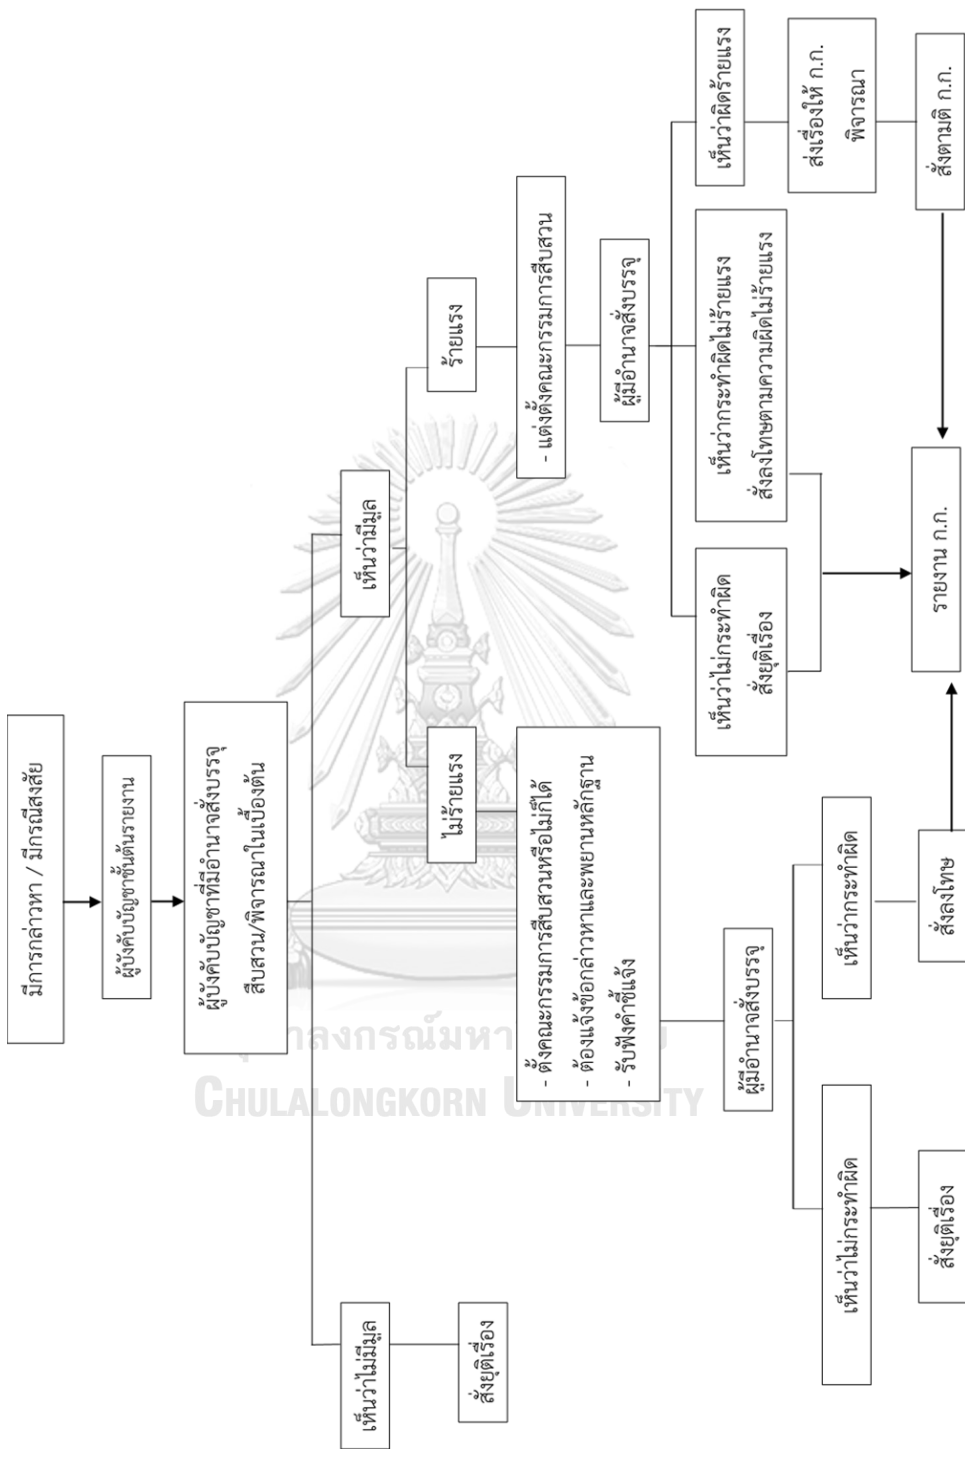 มีการกล่าวหา / มีกรณีสงสัย
ผู้บังคับบัญชาชั้นต้นรายงาน
ผู้บังคับบัญชาที่มีอำนาจสั่งบรรจุ
สืบสวน/พิจารณาในเบื้องต้น
เห็นว่าไม่มีมูล
สั่งยุติเรื่อง
เห็นว่ามีมูล
ไม่ร้ายแรง
ร้ายแรง
- ตั้งคณะกรรมการสืบสวนหรือไม่ก็ได้
- ต้องแจ้งข้อกล่าวหาและพยานหลักฐาน
- รับฟังคำชี้แจ้ง
ผู้มีอำนาจสั่งบรรจุ
เห็นว่าไม่กระทำผิด
สั่งยุติเรื่อง
เห็นว่ากระทำผิด
สั่งลงโทษ
- แต่งตั้งคณะกรรมการสืบสวน
ผู้มีอำนาจสั่งบรรจุ
เห็นว่าไม่กระทำผิด
สั่งยุติเรื่อง
เห็นว่ากระทำผิดไม่ร้ายแรง
สั่งลงโทษตามความผิดไม่ร้ายแรง
เห็นว่าผิดร้ายแรง
ส่งเรื่องให้ ก.ก.
พิจารณา
สั่งตามมติ ก.ก.
รายงาน ก.ก.
CHULALONGKORN UNIVERSITY